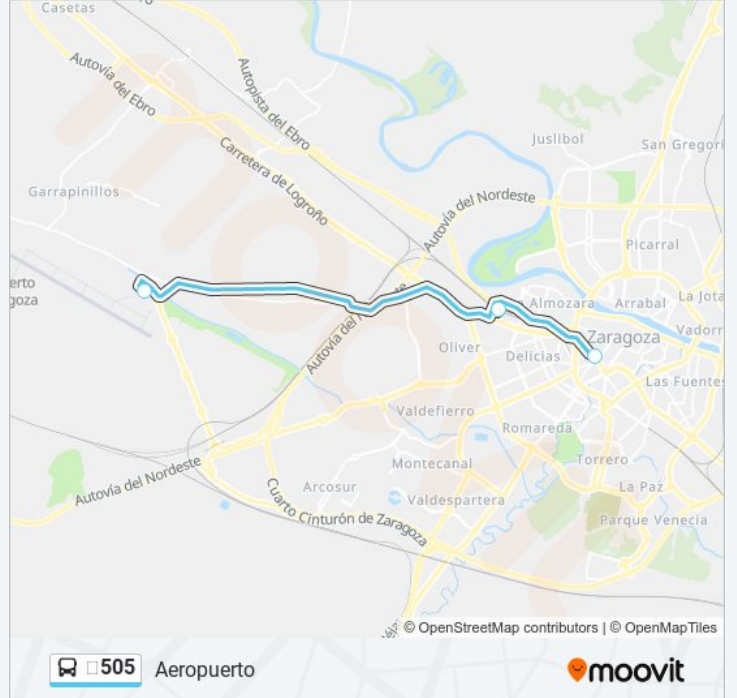 Casetas
Autovía del Ebro
Autopista del Ebro
Carretera de Logroño
Juslibol
San Gregori
Garrapinillos
Autovía del Nordeste
Picarral
erto
goza
Almozara
Arrabal
La Jota
Zaragoza
Vadorr
Autovía del
Oliver
Delicias
Las Fuentes
Valdefierro
Romareda
Montecanal
Torrero
Autovía del Nordeste
Arcosur
Valdespartera
La Paz
Cuarto Cinturón de Zaragoza
Parque Venecia
© OpenStreetMap contributors | © OpenMapTiles
505 Aeropuerto
moovit